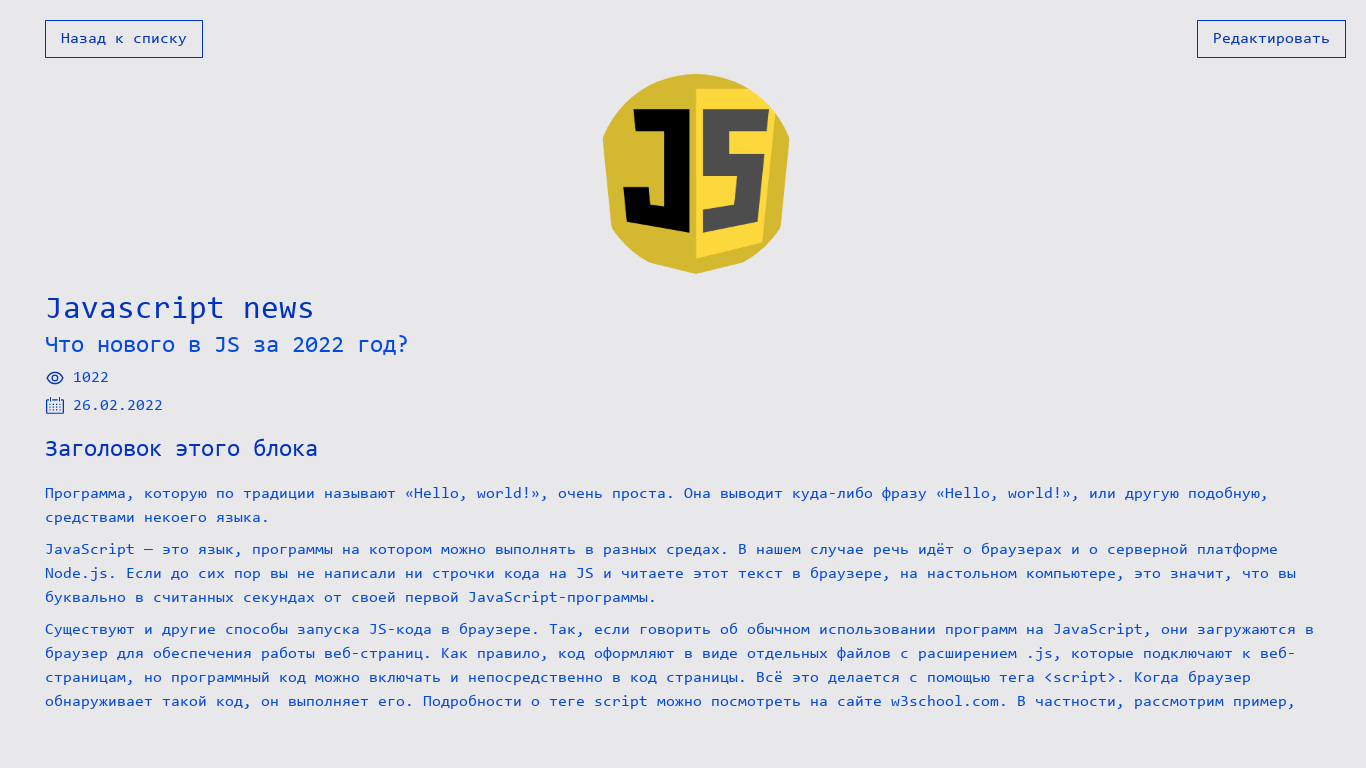 Назад к списку
Редактировать
JS
Javascript news
Что нового в JS за 2022 год?
1022
26.02.2022
Заголовок этого блока
Программа, которую по традиции называют «Hello, world!», очень проста. Она выводит куда-либо фразу «Hello, world!», или другую подобную,
средствами некоего языка.
JavaScript — это язык, программы на котором можно выполнять в разных средах. В нашем случае речь идёт о браузерах и о серверной платформе
Node.js. Если до сих пор вы не написали ни строчки кода на JS и читаете этот текст в браузере, на настольном компьютере, это значит, что вы
буквально в считанных секундах от своей первой JavaScript-программы.
Существуют и другие способы запуска JS-кода в браузере. Так, если говорить об обычном использовании программ на JavaScript, они загружаются в
браузер для обеспечения работы веб-страниц. Как правило, код оформляют в виде отдельных файлов с расширением .js, которые подключают к веб-
страницам, но программный код можно включать и непосредственно в код страницы. Всё это делается с помощью тега <script>. Когда браузер
обнаруживает такой код, он выполняет его. Подробности о теге script можно посмотреть на сайте w3school.com. В частности, рассмотрим пример,